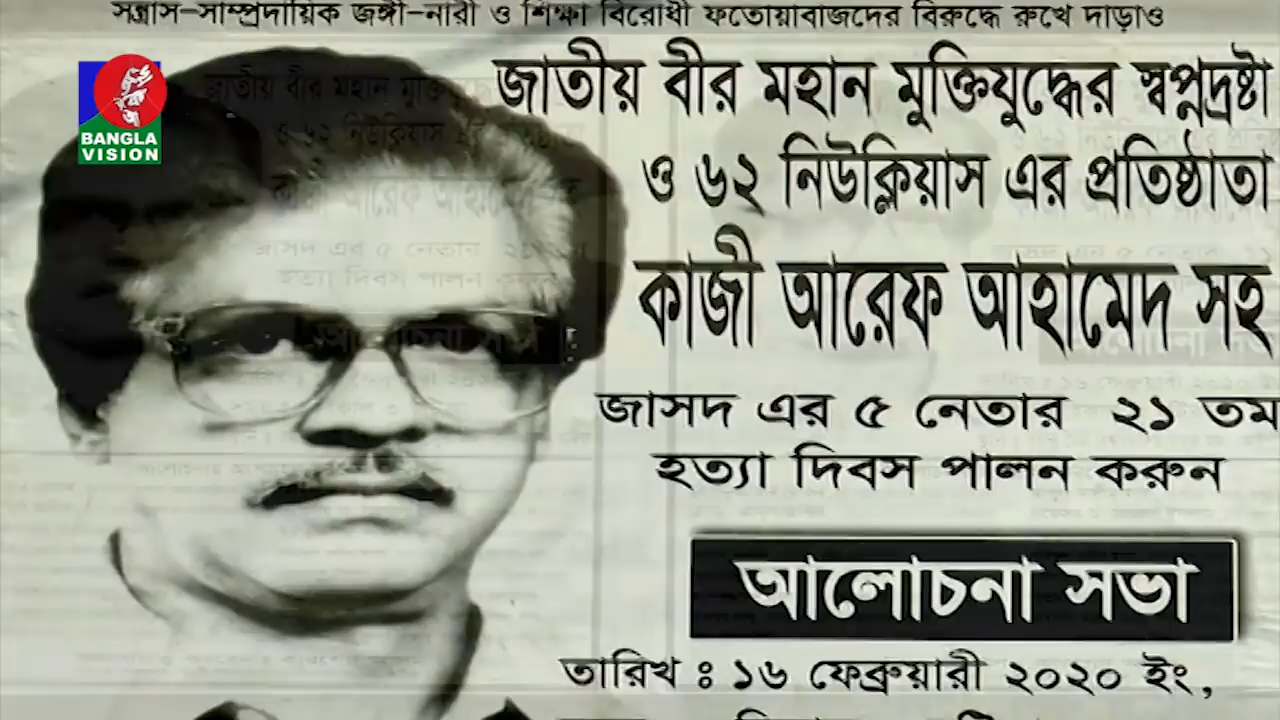 সন্ত্রাস-সাম্প্রদায়িক জঙ্গী-নারী ও শিক্ষা বিরোধী ফতোয়াবাজদের বিরুদ্ধে রুখে দাড়াও
জাতীয় বীর মহান মুক্তিযুদ্ধের স্বপ্নদ্রষ্টা
ও ৬২ নিউক্লিয়াস এর প্রতিষ্ঠাতা
কাজী আরেফ আহামেদ সহ
জাসদ এর ৫ নেতার ২১ তম
হত্যা দিবস পালন করুন
আলোচনা সভা
তারিখ ঃ ১৬ ফেব্রুয়ারী ২০২০ ইং,
BANGLA
VISION